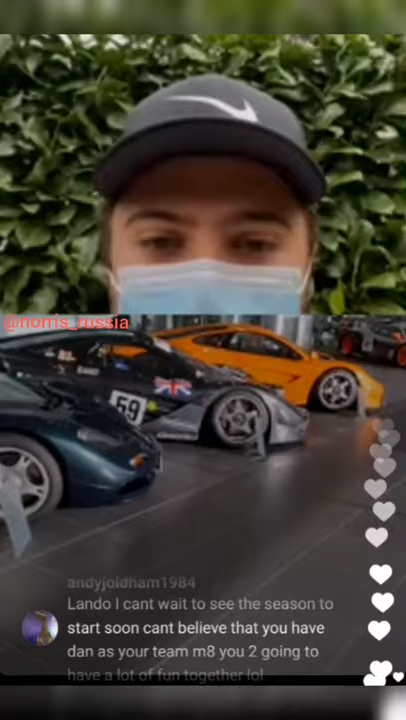 @norris_russia
59
andyjoldham1984
Lando I cant wait to see the season to
start soon cant believe that you have
dan as your team m8 you 2 going to
have a lot of fun together lol